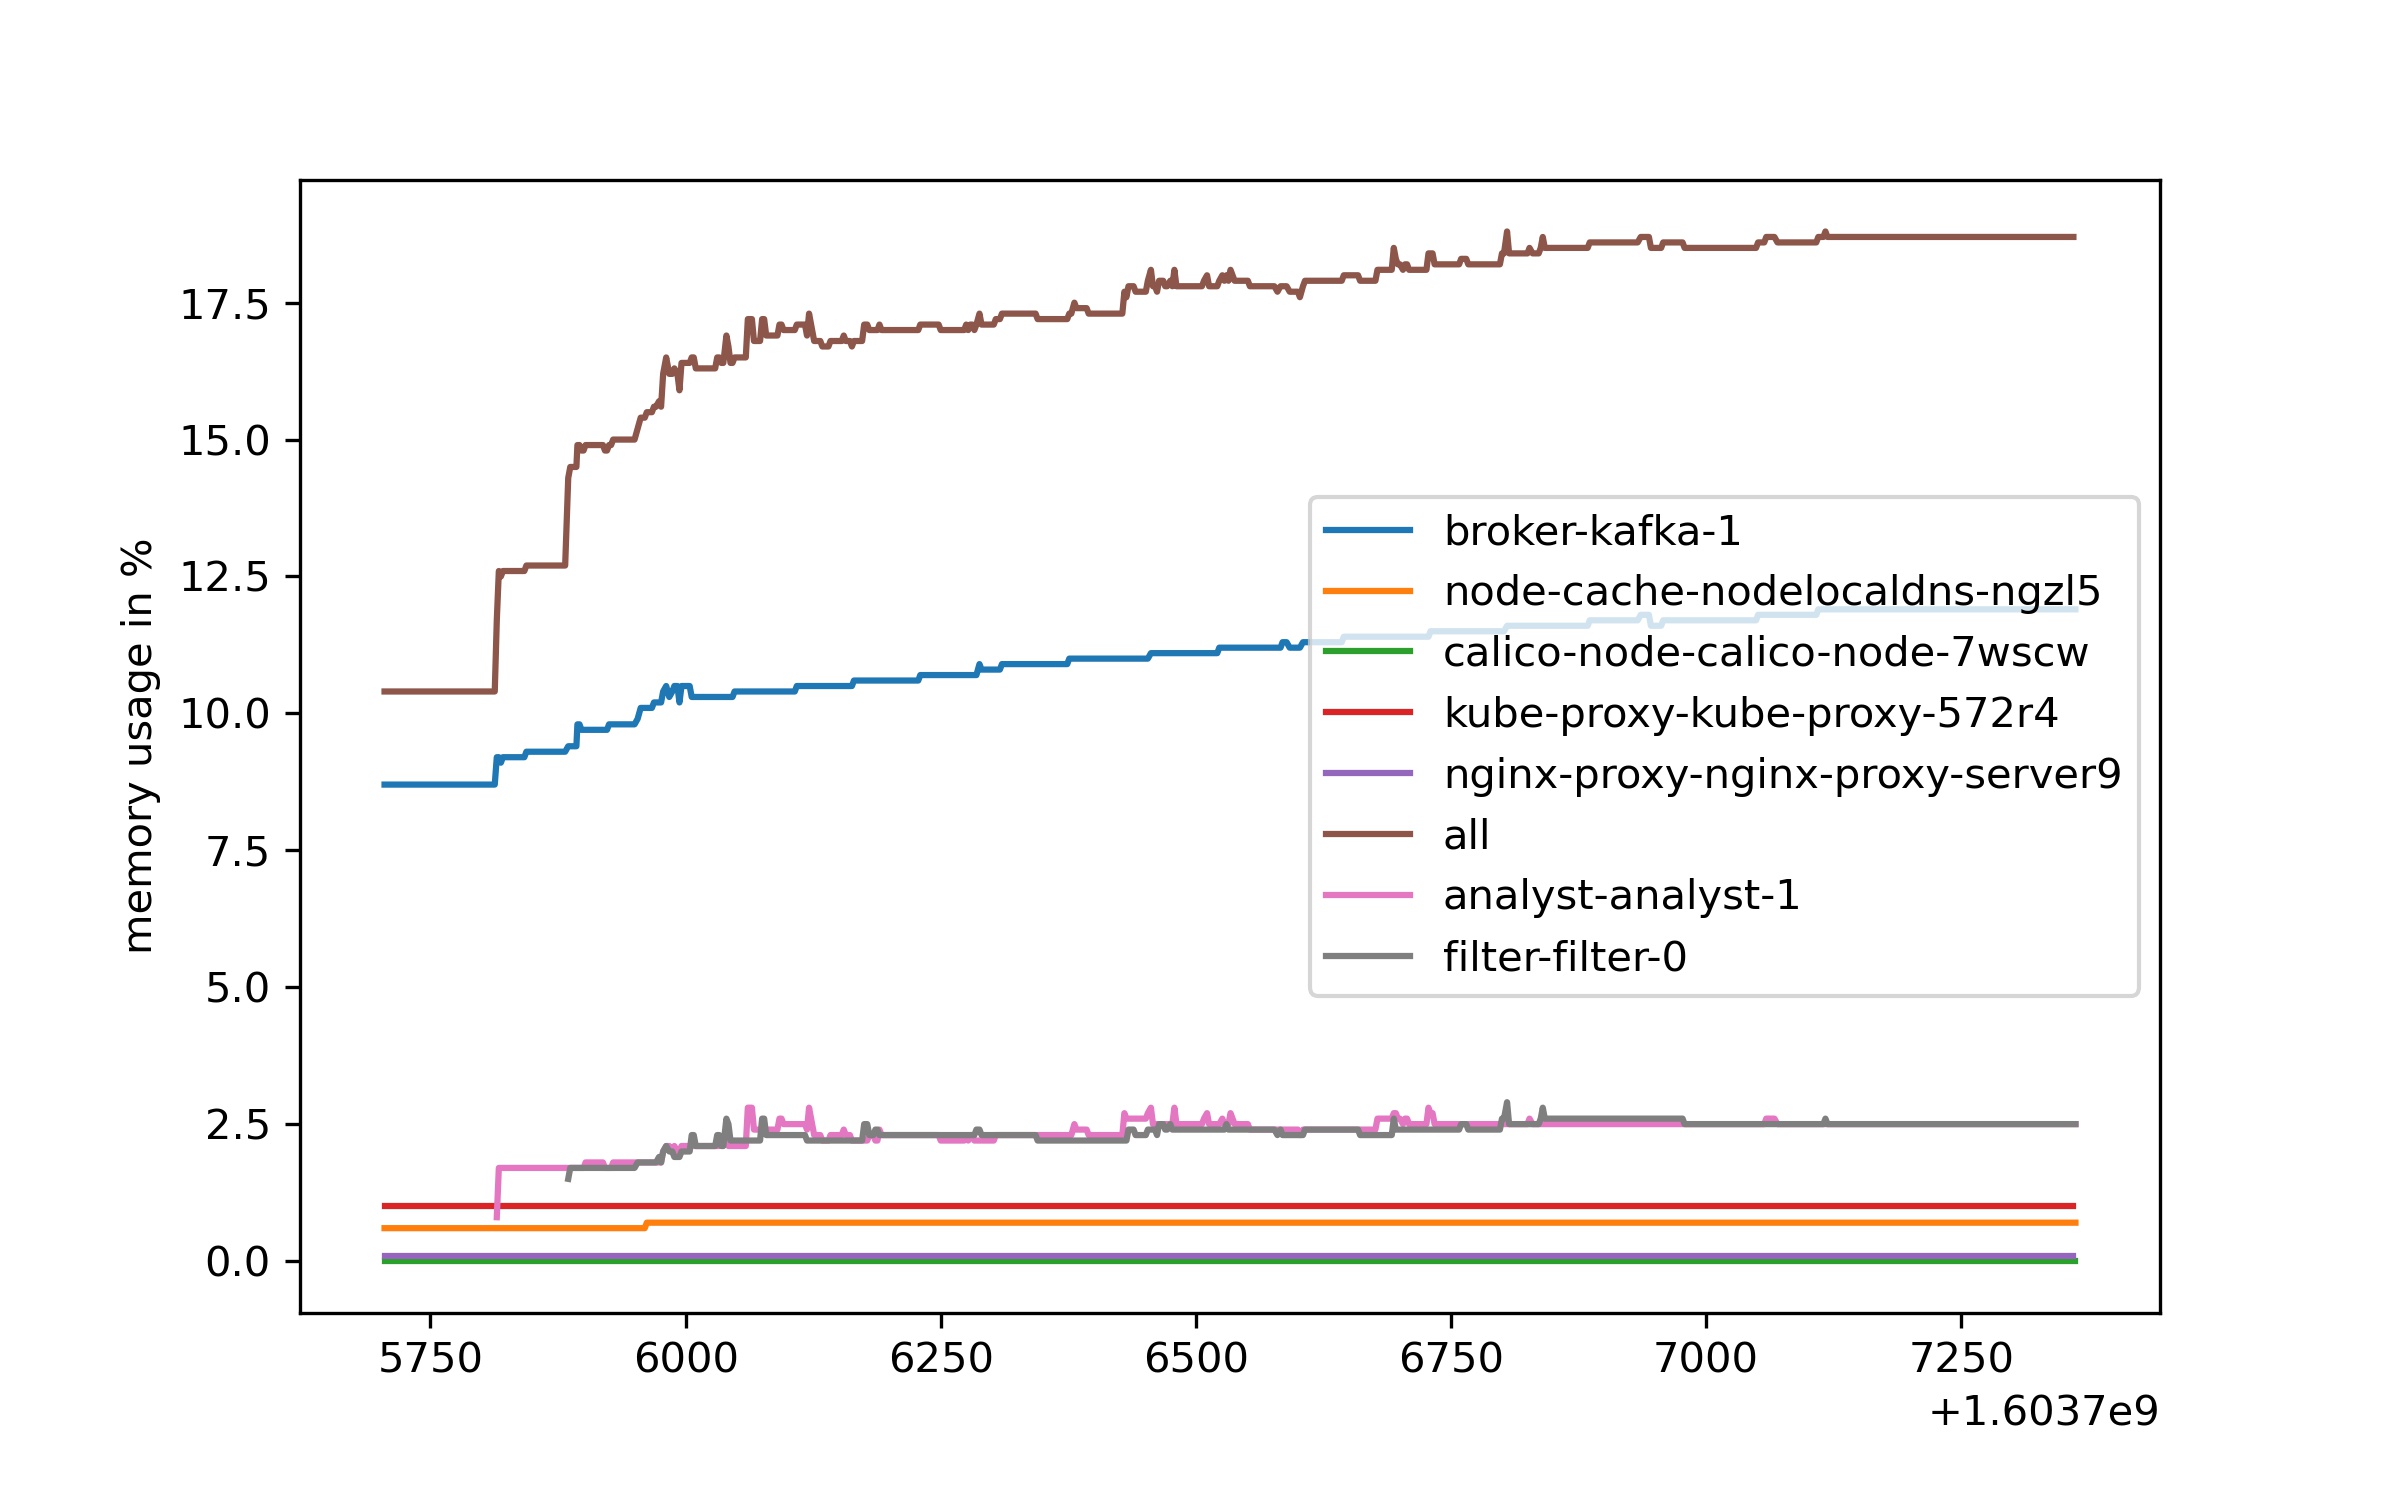 memory usage in %
17.5
15.0
12.5
10.0
7.5
5.0
2.5
0.0
broker-kafka-1
node-cache-nodelocaldns-ngzl5
calico-node-calico-node-7wscw
kube-proxy-kube-proxy-572r4
nginx-proxy-nginx-proxy-server9
all
analyst-analyst-1
filter-filter-0
5750 6000 6250 6500 6750 7000 7250
+1.6037e9